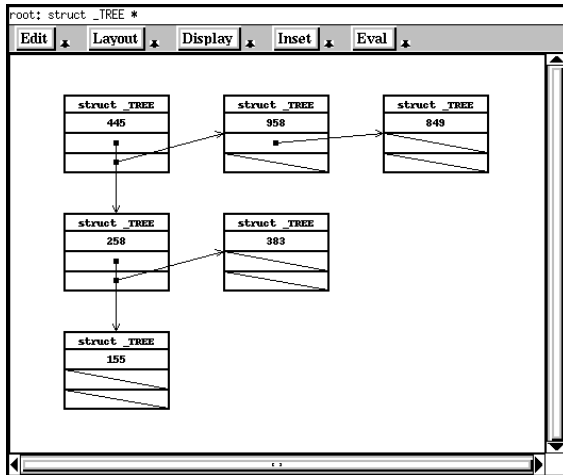 root: struct _TREE *
Edit Layout Display Inset Eval
struct _TREE struct _TREE struct _TREE
445 958 849
struct _TREE struct _TREE
258 383
struct _TREE
155